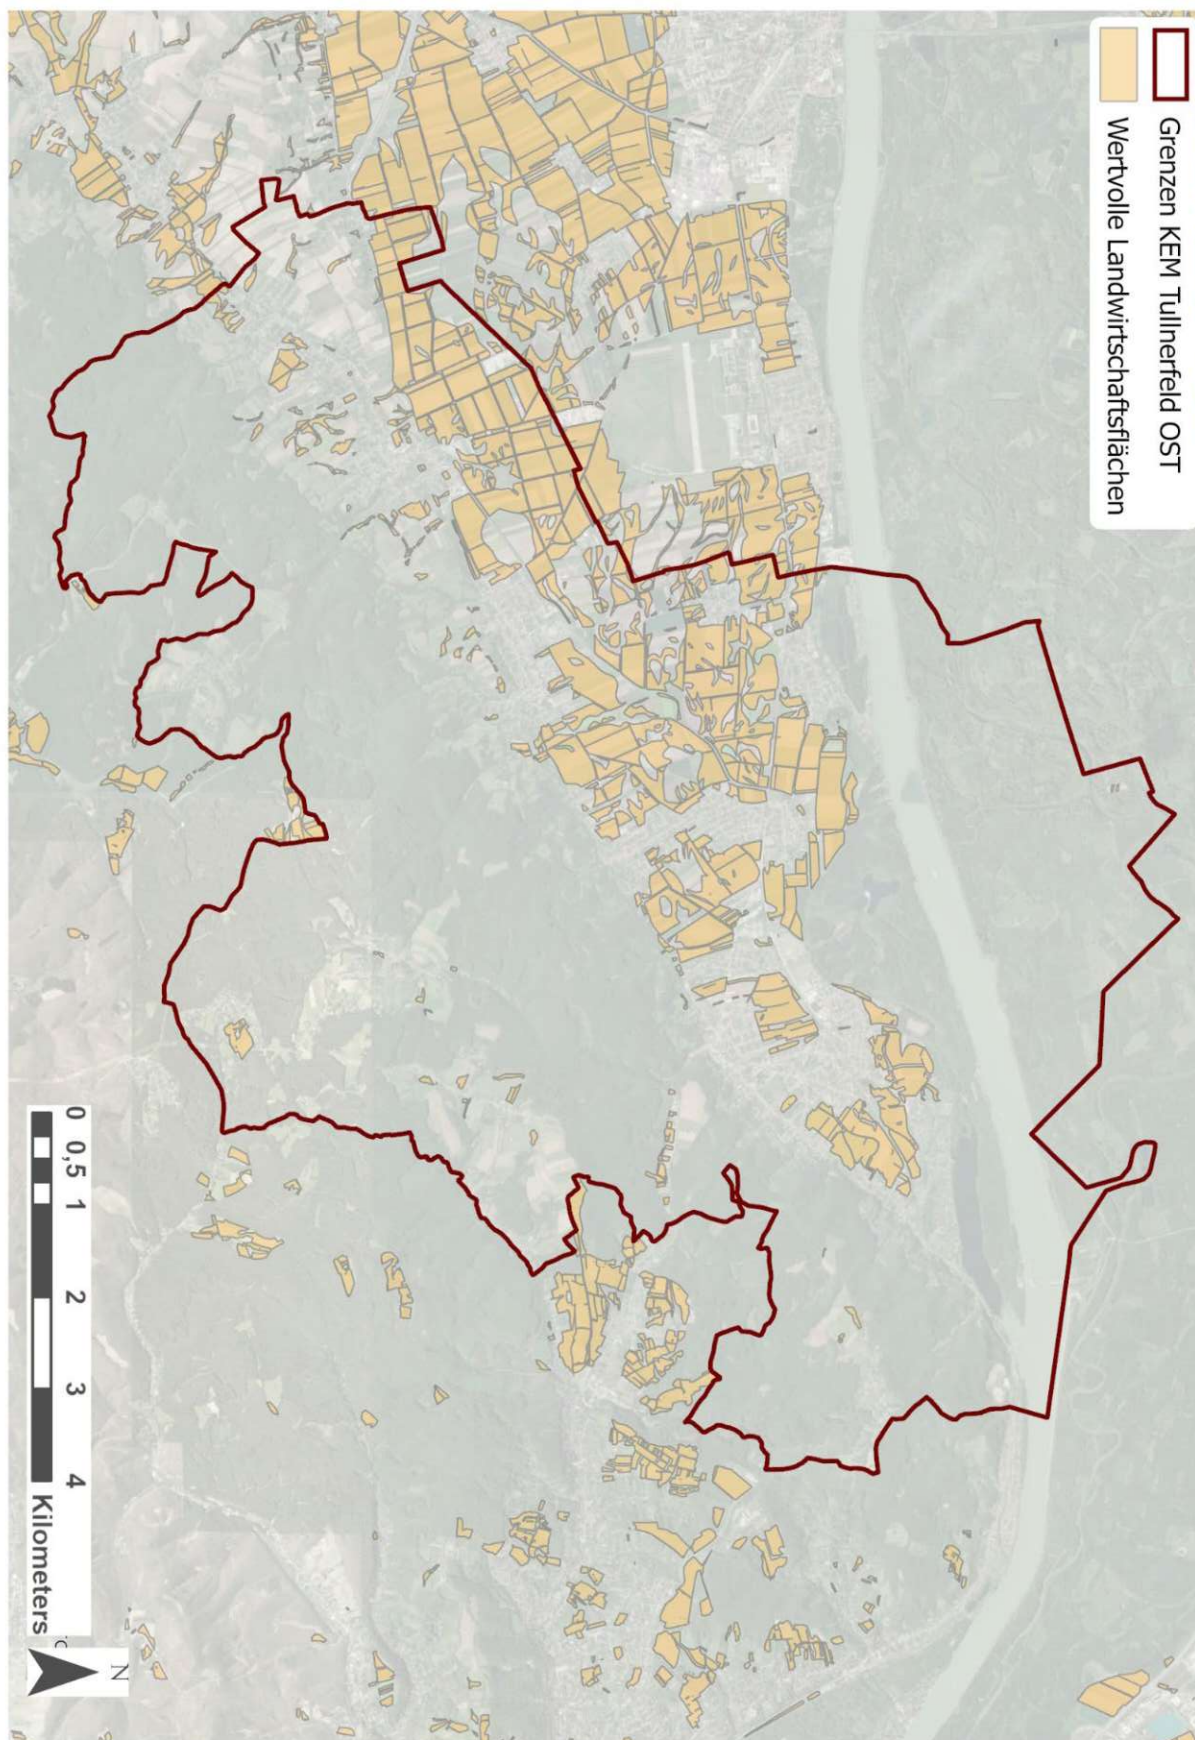 Grenzen KEM Tullnerfeld OST
Wertvolle Landwirtschaftsflächen
0 0,5 1 2 3 4
Kilometers
N